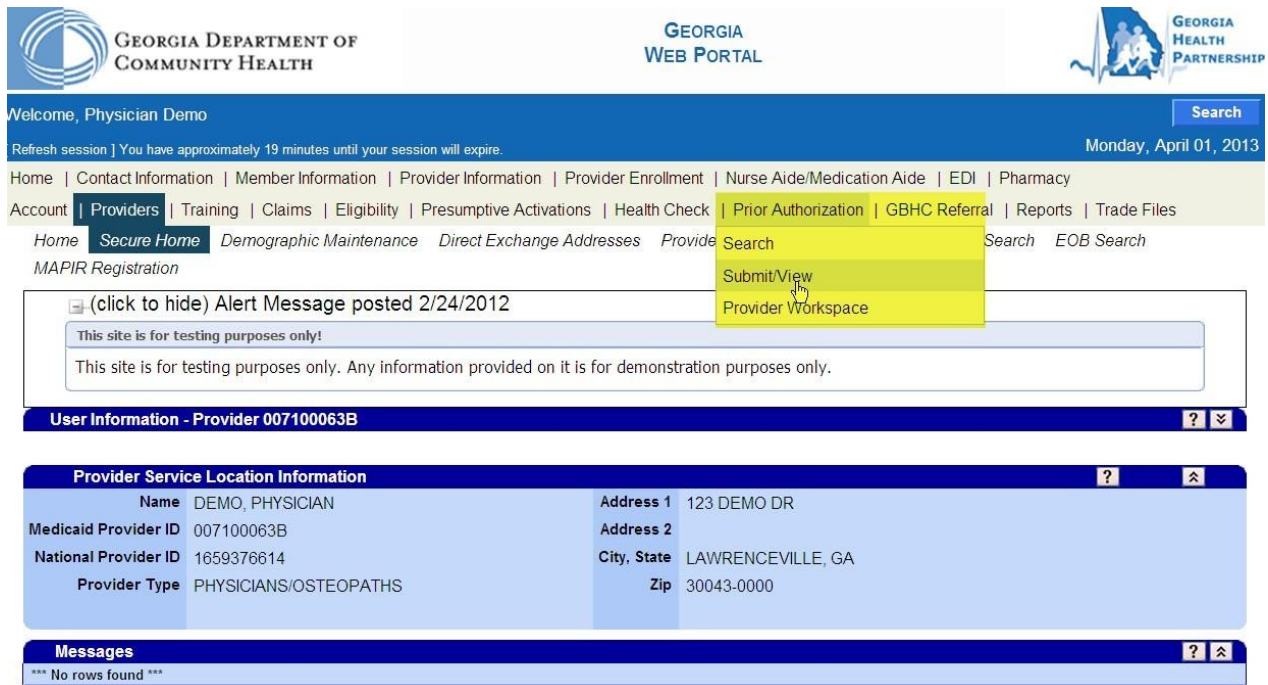 GEORGIA DEPARTMENT OF
COMMUNITY HEALTH
GEORGIA
WEB PORTAL
GEORGIA
HEALTH
PARTNERSHIP
Welcome, Physician Demo
Search
Refresh session ] You have approximately 19 minutes until your session will expire.
Monday, April 01, 2013
Home | Contact Information | Member Information | Provider Information | Provider Enrollment | Nurse Aide/Medication Aide | EDI | Pharmacy
Account | Providers | Training | Claims | Eligibility | Presumptive Activations | Health Check | Prior Authorization | GBHC Referral | Reports | Trade Files
Home Secure Home Demographic Maintenance Direct Exchange Addresses Provide Search Search EOB Search
MAPIR Registration
Submit/View
Provider Workspace
(click to hide) Alert Message posted 2/24/2012
This site is for testing purposes only!
This site is for testing purposes only. Any information provided on it is for demonstration purposes only.
User Information - Provider 007100063B
?
Provider Service Location Information
?
Name DEMO, PHYSICIAN Address 1 123 DEMO DR
Medicaid Provider ID 007100063B Address 2
National Provider ID 1659376614 City, State LAWRENCEVILLE, GA
Provider Type PHYSICIANS/OSTEOPATHS Zip 30043-0000
Messages
?
*** No rows found ***